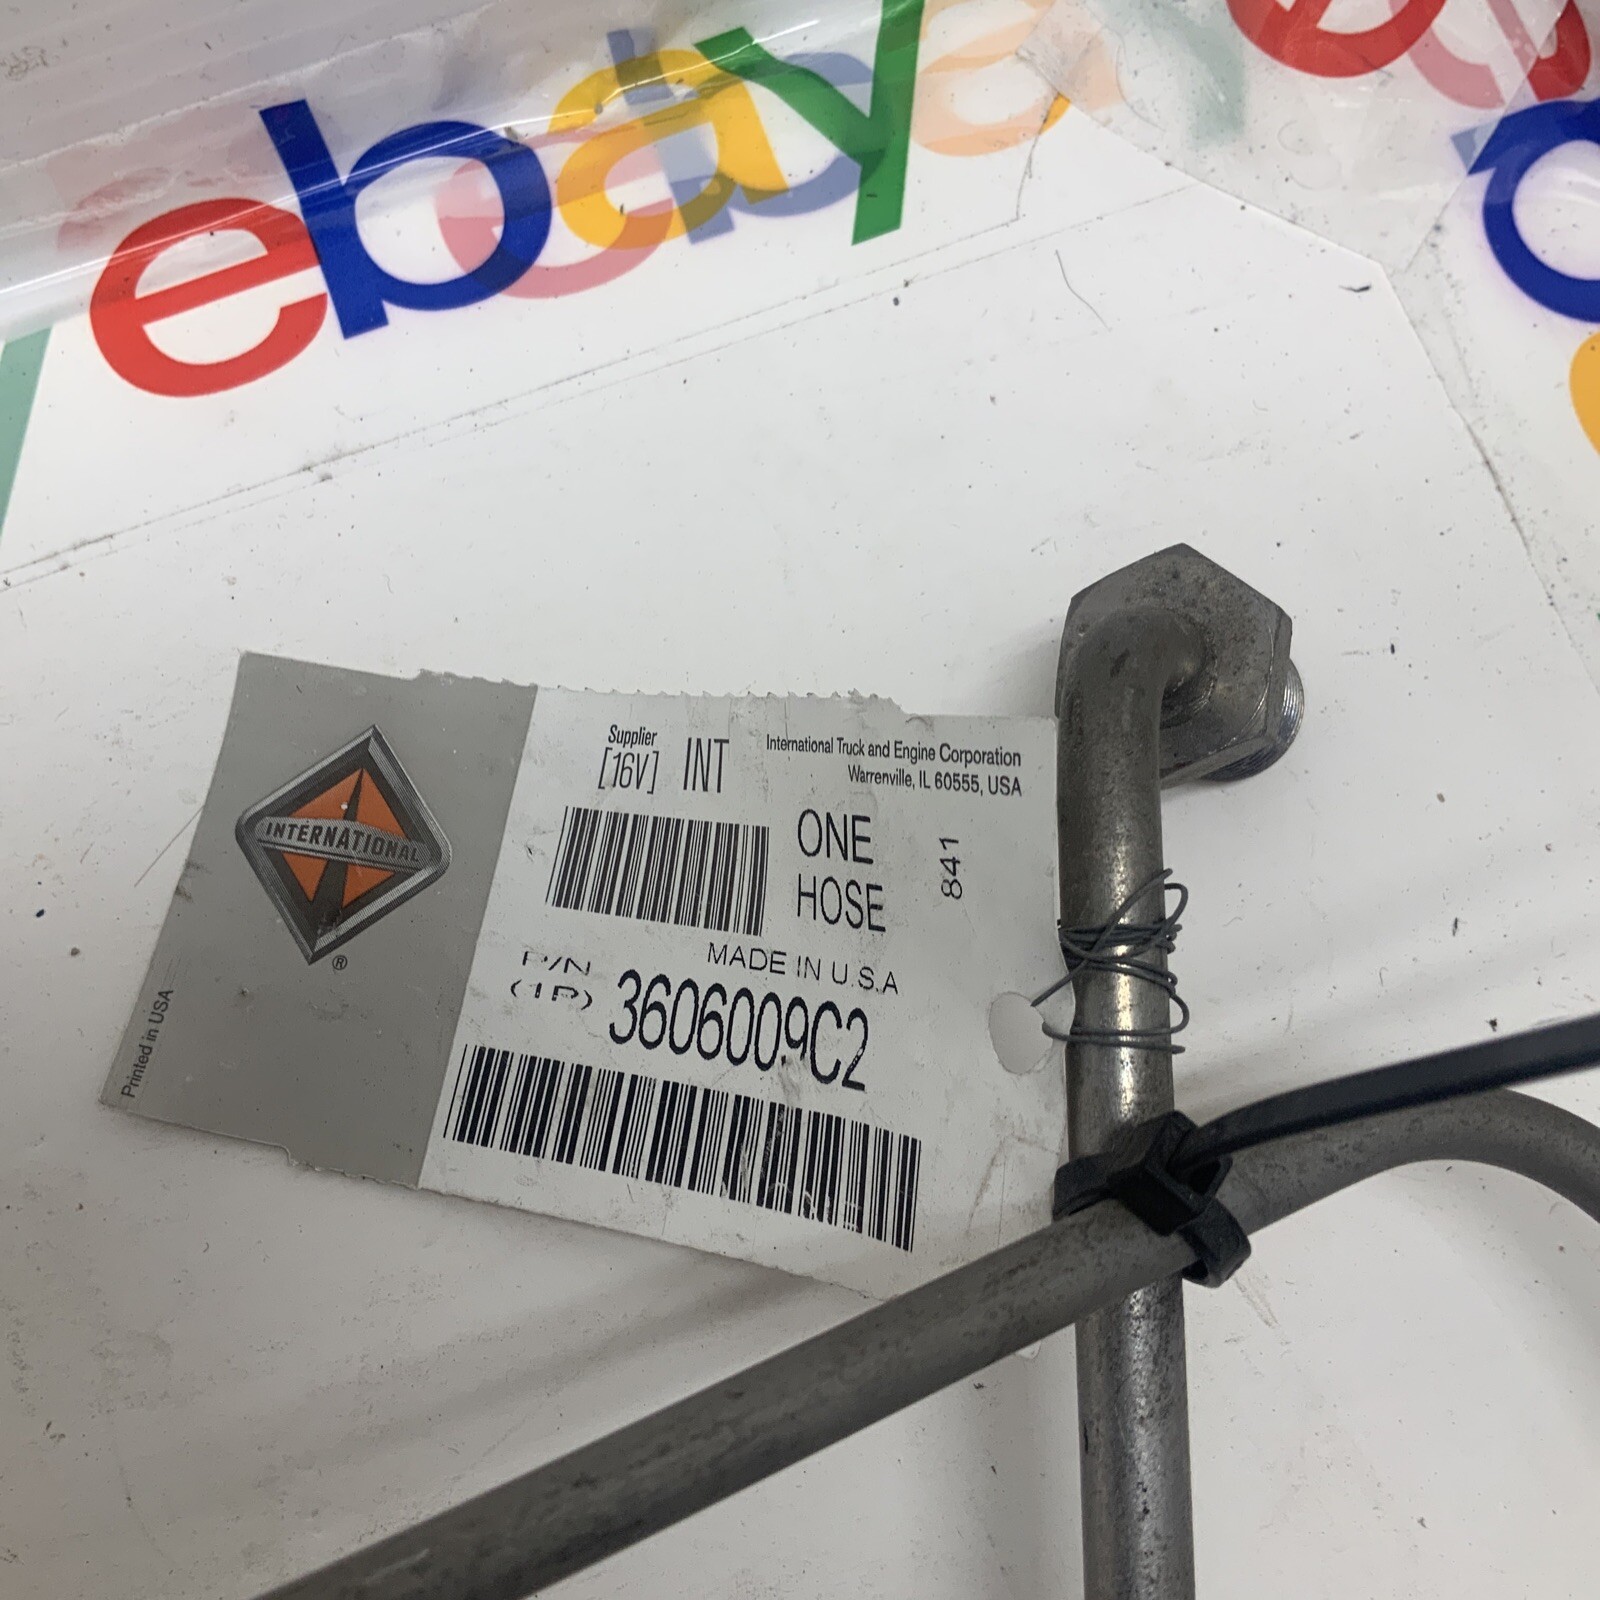 ebay
INTERNATIONAL
®
Printed in USA
Supplier
[16V] INT
International Truck and Engine Corporation
Warrenville, IL 60555, USA
ONE
HOSE
841
MADE IN U.S.A
P/N
(1P) 3606009C2